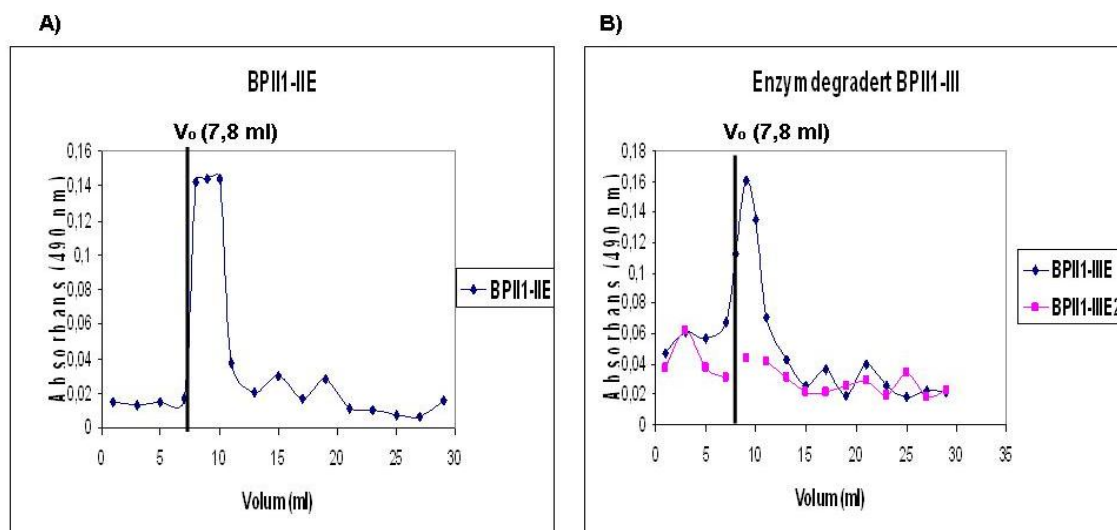 A)
BPII1-IIE
V₀ (7,8 ml)
0,16
0,14
0,12
0,1
0,08
0,06
0,04
0,02
0
Absorbans (490 nm)
0 5 10 15 20 25 30
Volum (ml)
BPII1-IIE
B)
Enzym degradert BPII1-III
V₀ (7,8 ml)
0,18
0,16
0,14
0,12
0,1
0,08
0,06
0,04
0,02
0
Absorbans (490 nm)
0 5 10 15 20 25 30 35
Volum (ml)
BPII1-IIIE
BPII1-IIIE2